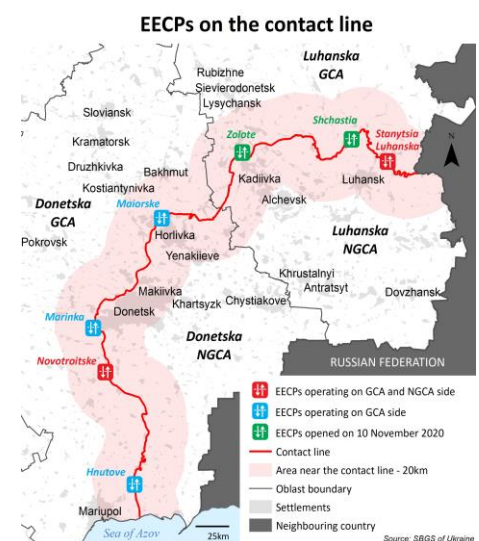 EECPs on the contact line
Luhanska
GCA
Rubizhne
Sievierodonetsk
Lysychansk
Sloviansk
Shchastia
Zolote
Stanytsia
Luhanska
N
Kramatorsk
Druzhkivka
Bakhmut
Kostiantynivka
Kadiivka
Luhansk
Donetska
GCA
Maiorske
Alchevsk
Pokrovsk
Horlivka
Luhanska
NGCA
Yenakiieve
Khrustalnyi
Antratsyt
Dovzhansk
Makiivka
Khartsyzk
Chystiakove
Donetsk
Marinka
Donetska
NGCA
Novotroitske
RUSSIAN FEDERATION
EECPs operating on GCA and NGCA side
EECPs operating on GCA side
EECPs opened on 10 November 2020
Contact line
Area near the contact line - 20km
Oblast boundary
Settlements
Neighbouring country
Hnutove
Mariupol
Sea of Azov
25km
Source: SBGS of Ukraine